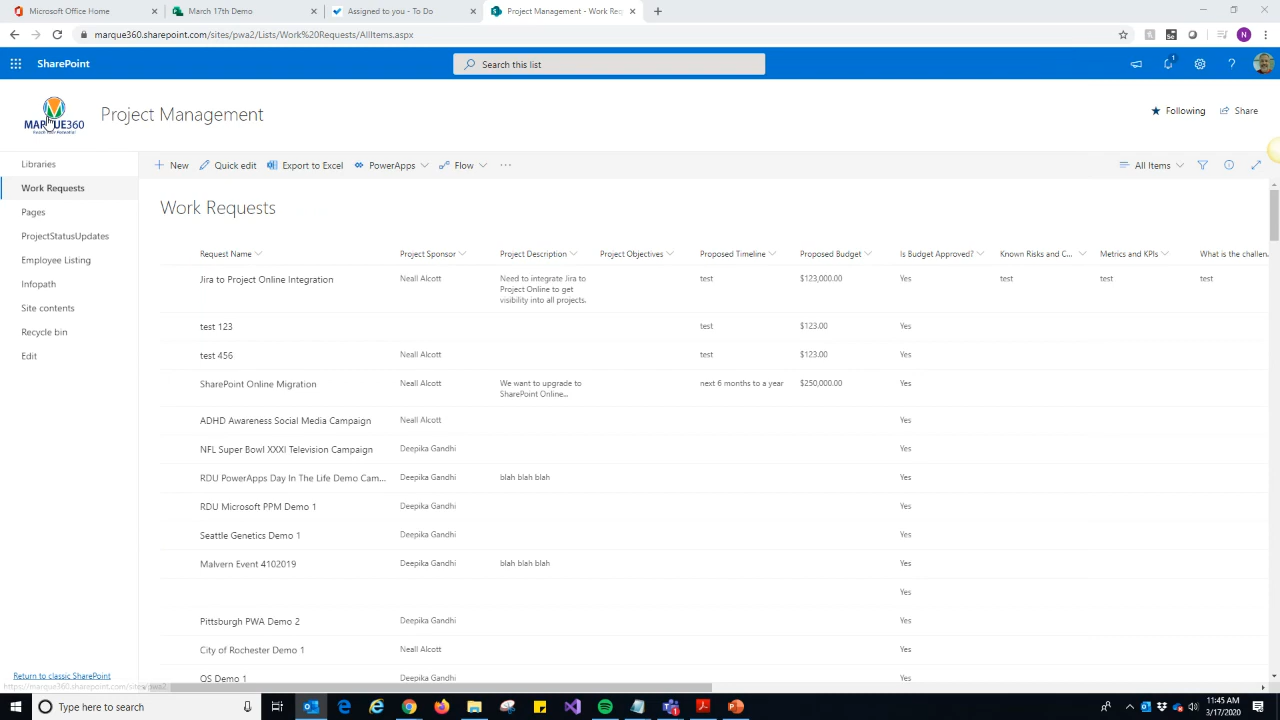 Microsoft Office Home
March 17th Demo
Assigned to you - To Do
Project Management - Work Req
marque360.sharepoint.com/sites/pwa2/Lists/Work%20Requests/AllItems.aspx
N
SharePoint
Search this list
1
MARQUE360
Project Management
Following
Share
Libraries
Work Requests
Pages
ProjectStatusUpdates
Employee Listing
Infopath
Site contents
Recycle bin
Edit
New
Quick edit
Export to Excel
PowerApps
Flow
All Items
Work Requests
Request Name Project Sponsor Project Description Project Objectives Proposed Timeline Proposed Budget Is Budget Approved? Known Risks and C... Metrics and KPIs What is the challen
Jira to Project Online Integration Neall Alcott Need to integrate Jira to test $123,000.00 Yes test test test
Project Online to get
visibility into all projects.
test 123 test $123.00 Yes
test 456 Neall Alcott test $123.00 Yes
SharePoint Online Migration Neall Alcott We want to upgrade to next 6 months to a year $250,000.00 Yes
SharePoint Online...
ADHD Awareness Social Media Campaign Neall Alcott Yes
NFL Super Bowl XXXI Television Campaign Deepika Gandhi Yes
RDU PowerApps Day In The Life Demo Cam... Deepika Gandhi blah blah blah Yes
RDU Microsoft PPM Demo 1 Deepika Gandhi Yes
Seattle Genetics Demo 1 Deepika Gandhi Yes
Malvern Event 4102019 Deepika Gandhi blah blah blah Yes
Yes
Pittsburgh PWA Demo 2 Deepika Gandhi Yes
City of Rochester Demo 1 Neall Alcott Yes
QS Demo 1 Deepika Gandhi Yes
Return to classic SharePoint
https://marque360.sharepoint.com/sites/pwa2
Type here to search
11:45 AM
3/17/2020